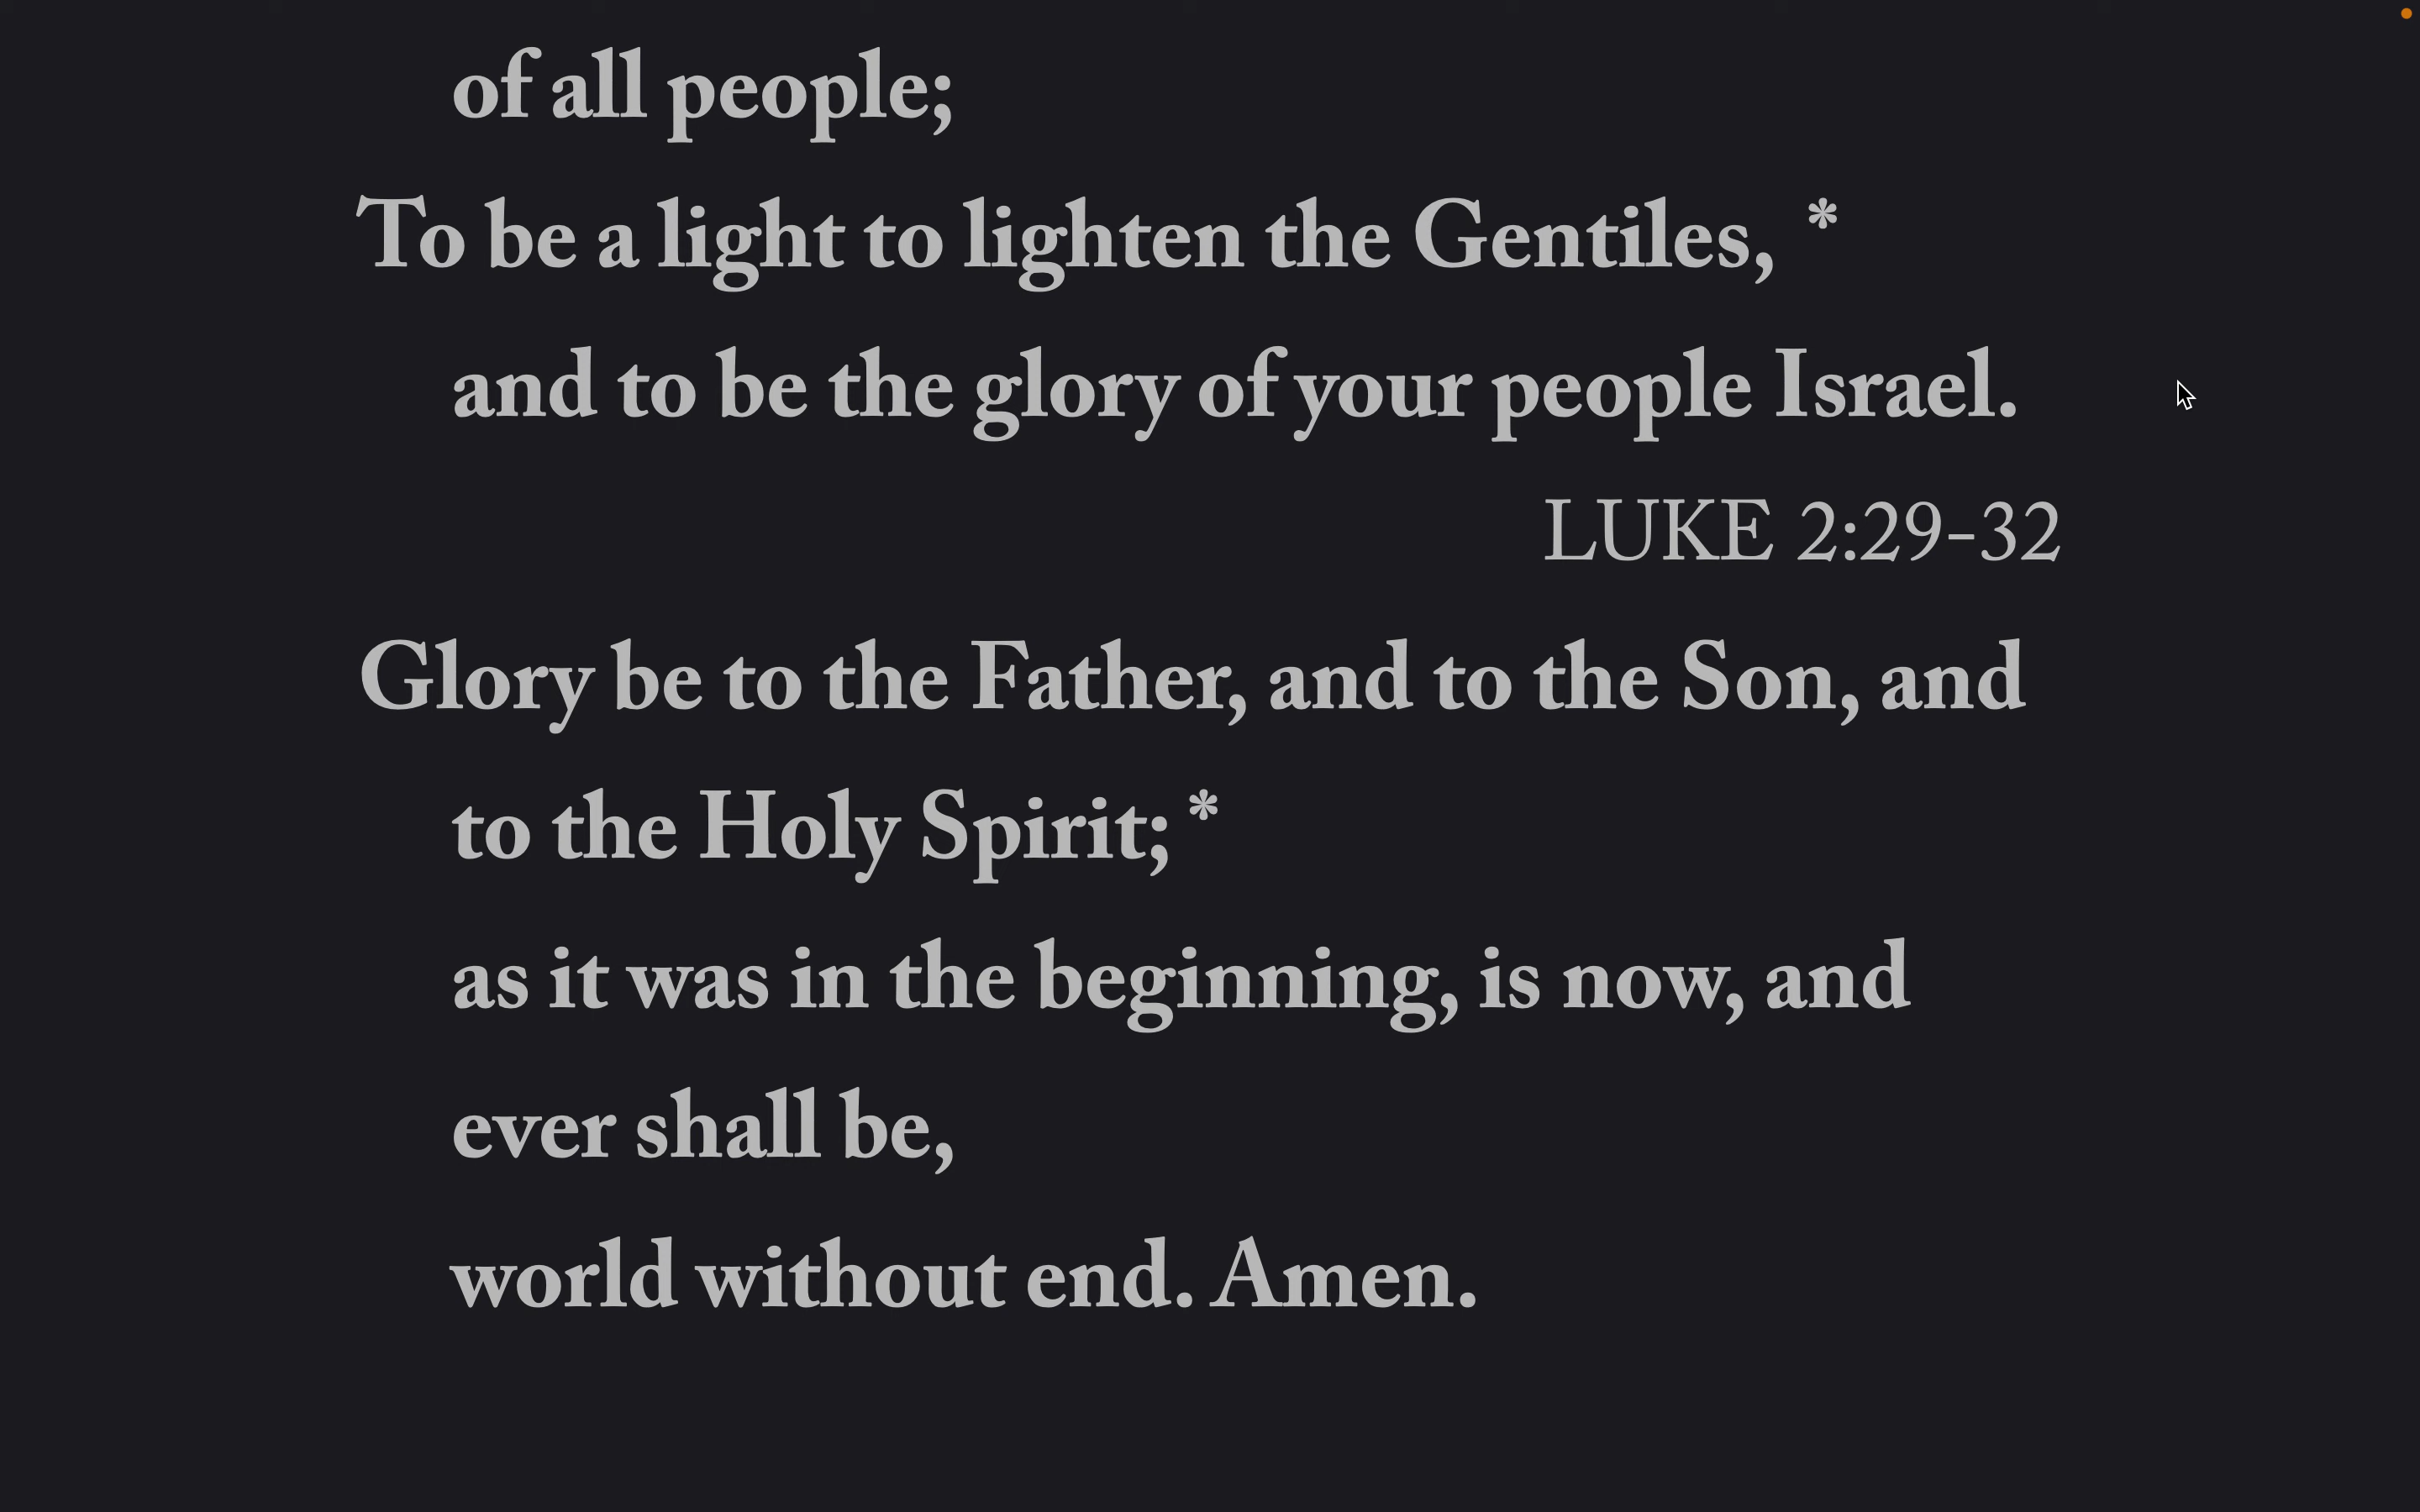 of all people;
To be a light to lighten the Gentiles, *
and to be the glory of your people Israel.
LUKE 2:29–32
Glory be to the Father, and to the Son, and
to the Holy Spirit; *
as it was in the beginning, is now, and
ever shall be,
world without end. Amen.